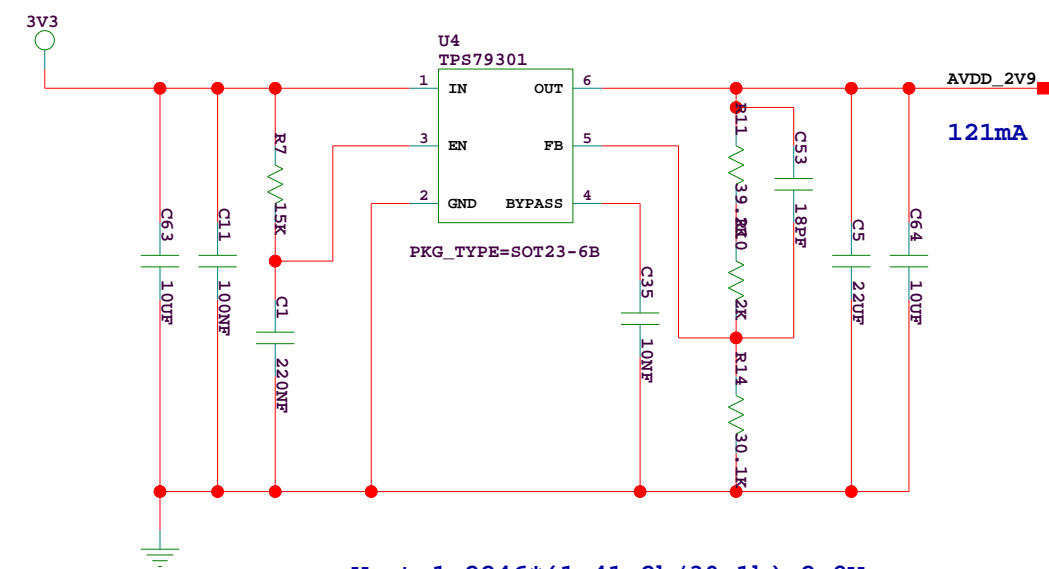 3V3
U4
TPS79301
1 IN OUT 6
3 EN FB 5
2 GND BYPASS 4
PKG_TYPE=SOT23-6B
AVDD_2V9
121mA
C63
10UF
C11
100NF
R7
15K
C1
220NF
C35
10NF
R11
R10
2K
R14
30.1K
C53
18PF
C5
22UF
C64
10UF